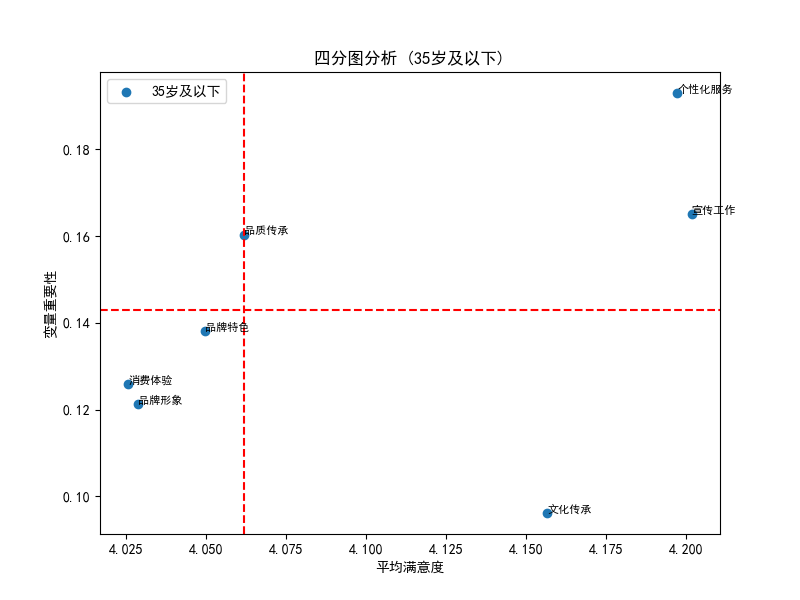 四分图分析 (35岁及以下)
35岁及以下
个性化服务
宣传工作
品质传承
品牌特色
消费体验
品牌形象
文化传承
变量重要性
0.18
0.16
0.14
0.12
0.10
4.025 4.050 4.075 4.100 4.125 4.150 4.175 4.200
平均满意度